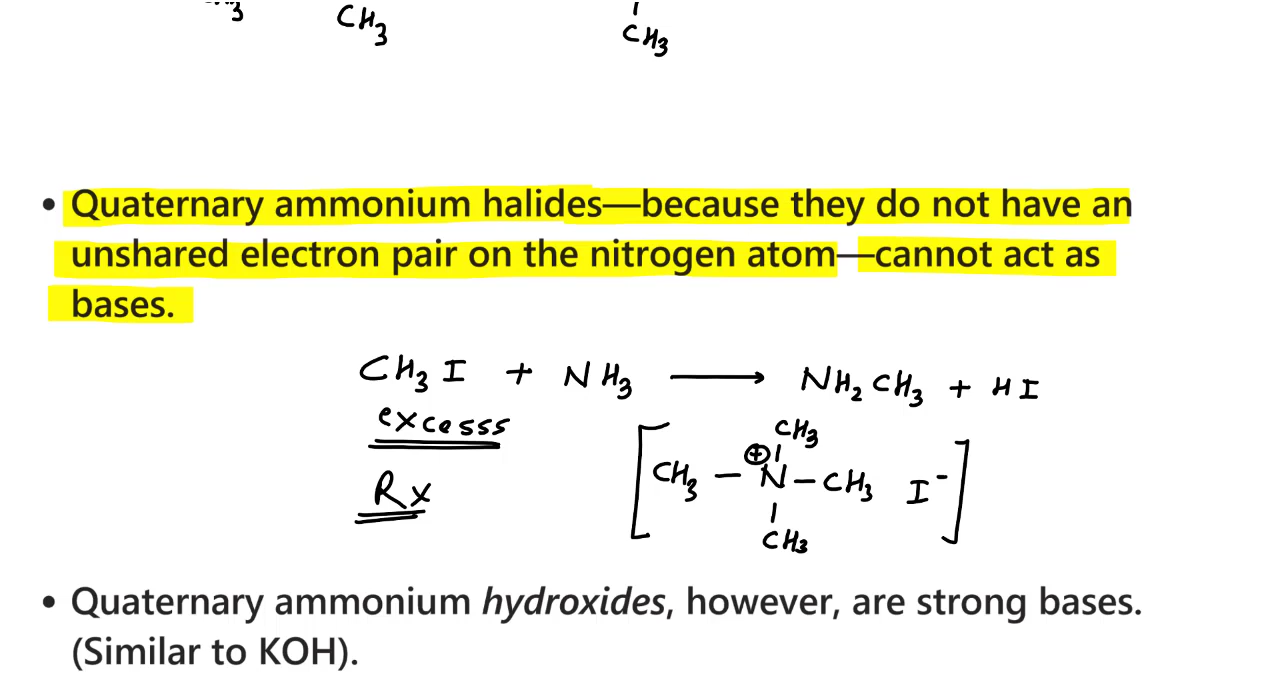 CH3 CH3
• Quaternary ammonium halides—because they do not have an
unshared electron pair on the nitrogen atom—cannot act as
bases.
CH3 I + NH3 ⟶ NH2 CH3 + HI
excesss
CH3
[CH3 – N⊕ – CH3 I⁻]
Rx
CH3
• Quaternary ammonium hydroxides, however, are strong bases.
(Similar to KOH).